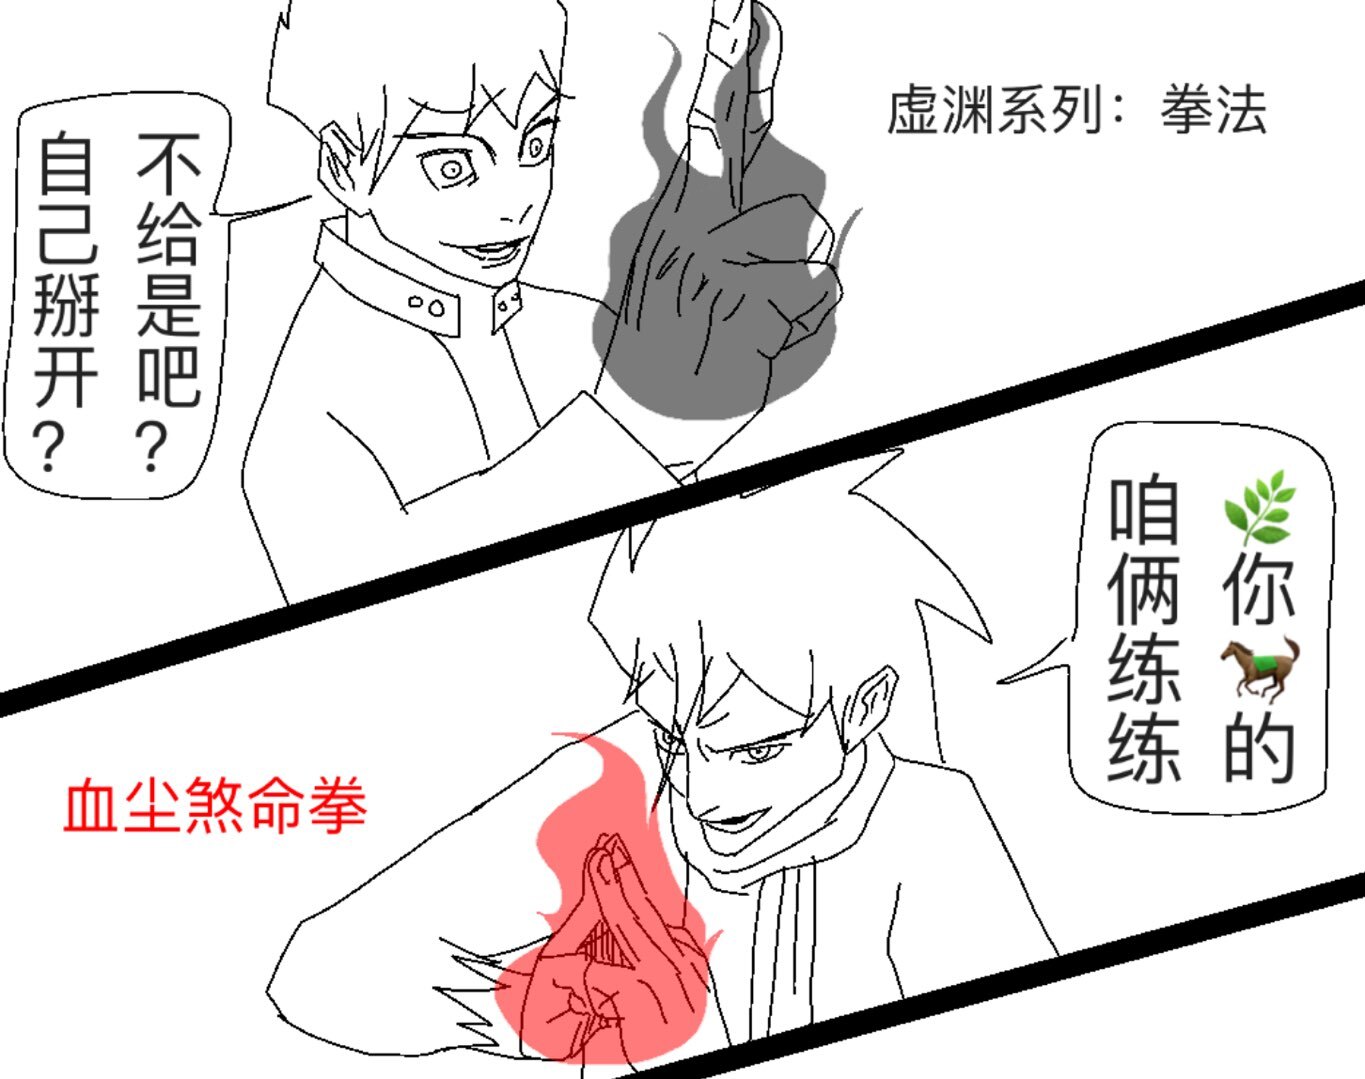 虚渊系列：拳法
不给是吧？
自己掰开？
🌿你🐎的
咱俩练练
血尘煞命拳